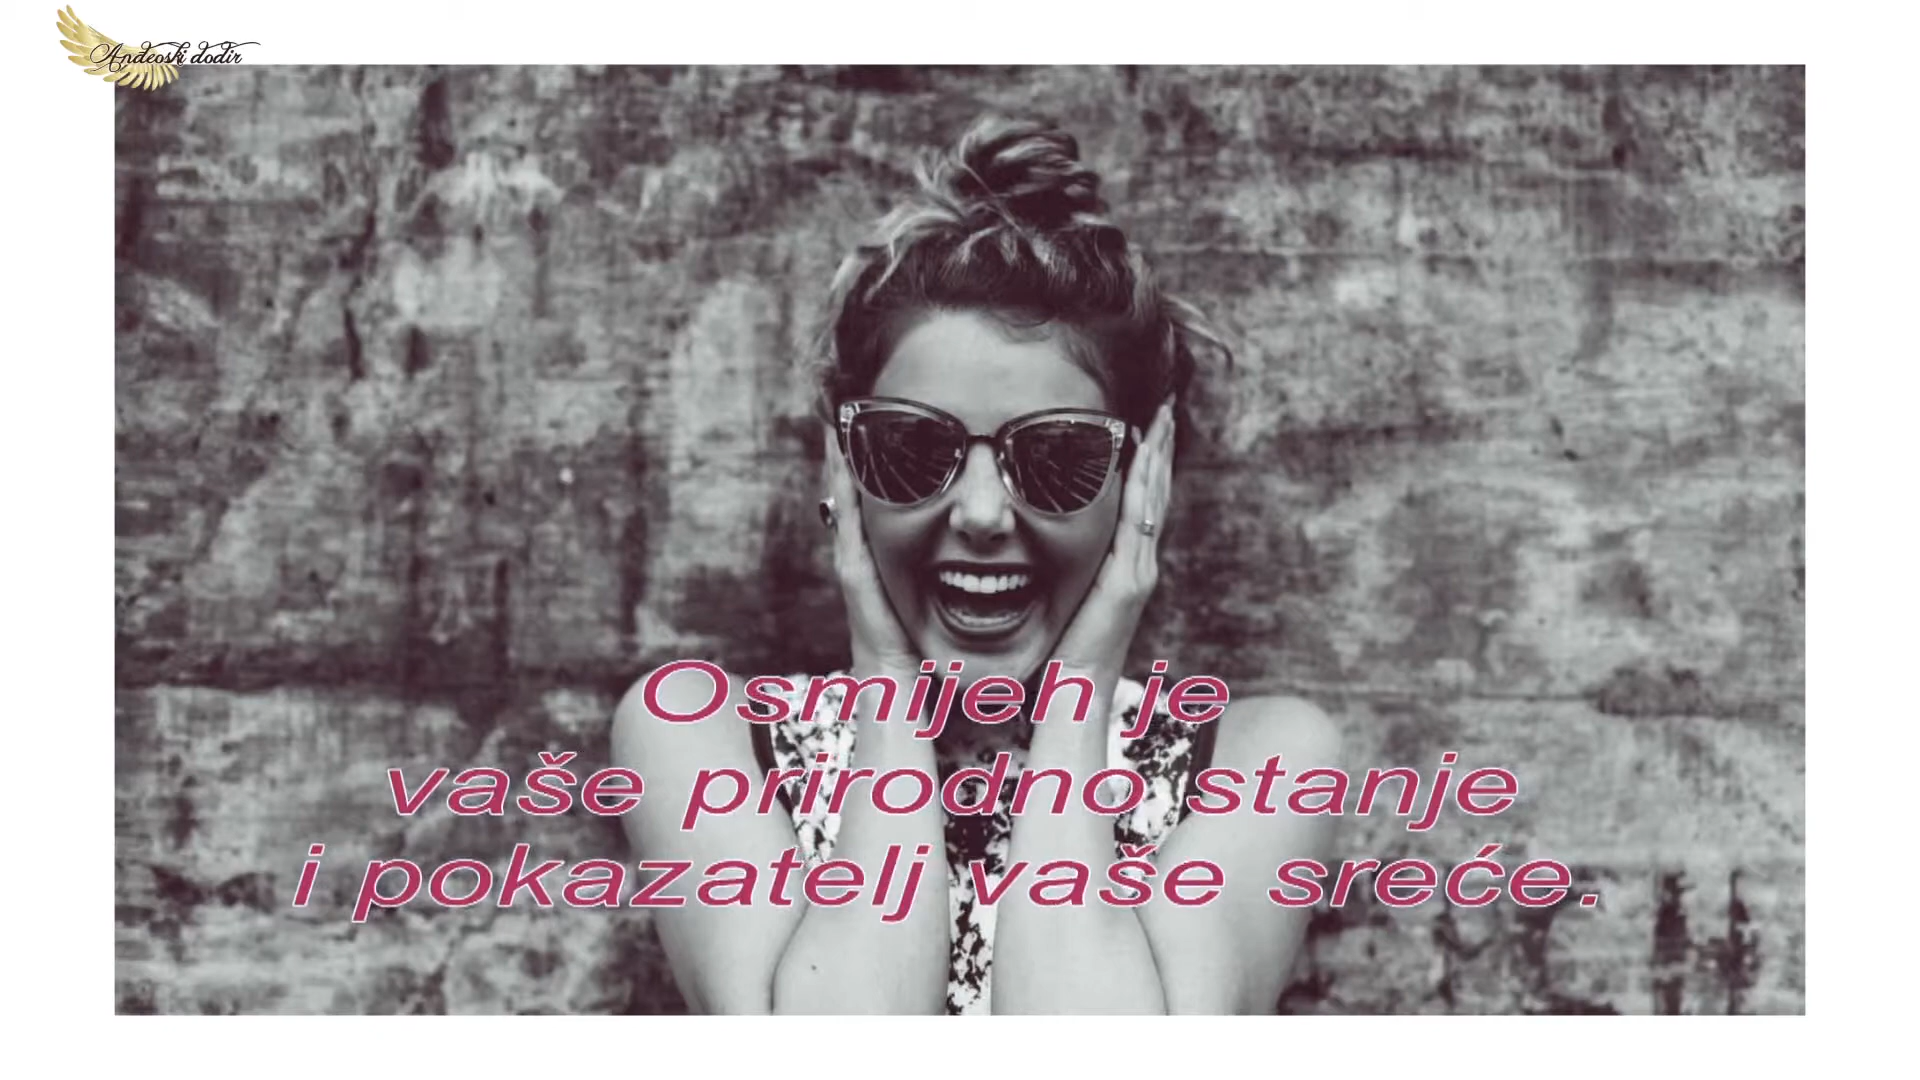 Anđeoski dodir
Osmijeh je
vaše prirodno stanje
i pokazatelj vaše sreće.